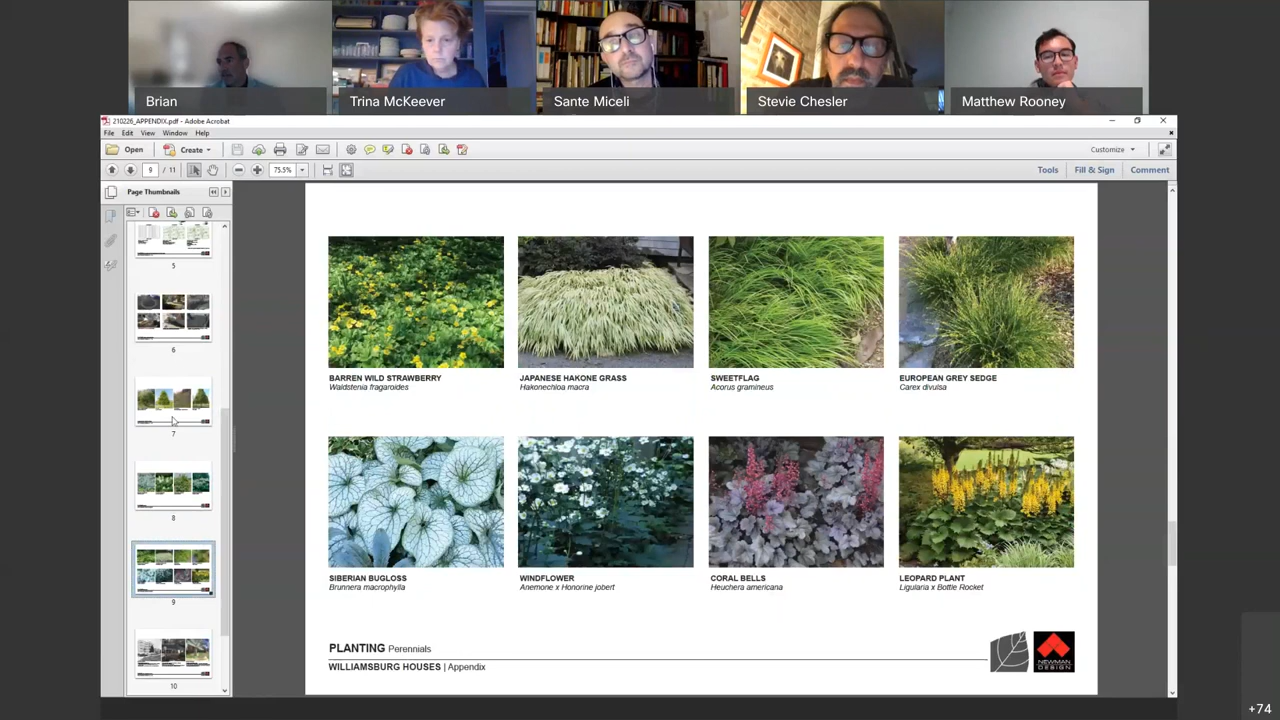 Brian
Trina McKeever
Sante Miceli
Stevie Chesler
Matthew Rooney
210226_APPENDIX.pdf - Adobe Acrobat
File Edit View Window Help
Open
Create
Customize
9 / 11
75.5%
Tools
Fill & Sign
Comment
Page Thumbnails
5
6
7
8
9
10
BARREN WILD STRAWBERRY
Waldstenia fragaroides
JAPANESE HAKONE GRASS
Hakonechioa macra
SWEETFLAG
Acorus gramineus
EUROPEAN GREY SEDGE
Carex divulsa
SIBERIAN BUGLOSS
Brunnera macrophylla
WINDFLOWER
Anemone x Honorine jobert
CORAL BELLS
Heuchera americana
LEOPARD PLANT
Ligularia x Bottle Rocket
PLANTING Perennials
WILLIAMSBURG HOUSES | Appendix
NEWMAN
DESIGN
+74